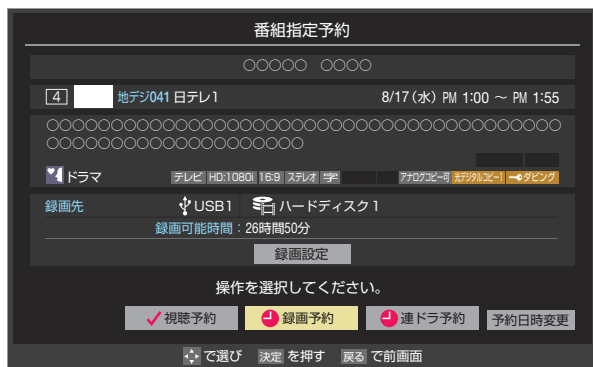 番組指定予約
○○○○○ ○○○○
4 地デジ041 日テレ1 8/17(水) PM 1:00 ～ PM 1:55
○○○○○○○○○○○○○○○○○○○○○○○○○○○○○○
○○○○○○○○○○○○○○○
ドラマ テレビ HD:1080i 16:9 ステレオ 字 アナログコピー可 光デジタルコピー1 ダビング
録画先 USB1 ハードディスク1
録画可能時間：26時間50分
録画設定
操作を選択してください。
視聴予約 録画予約 連ドラ予約 予約日時変更
で選び 決定 を押す 戻る で前画面